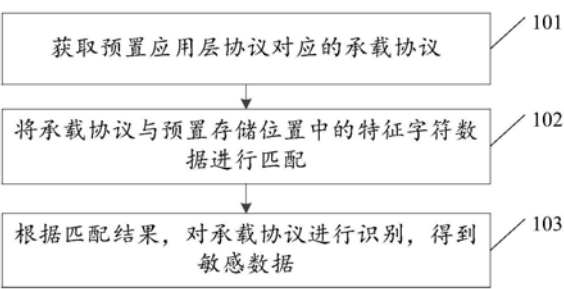 101
获取预置应用层协议对应的承载协议
102
将承载协议与预置存储位置中的特征字符数
据进行匹配
103
根据匹配结果，对承载协议进行识别，得到
敏感数据